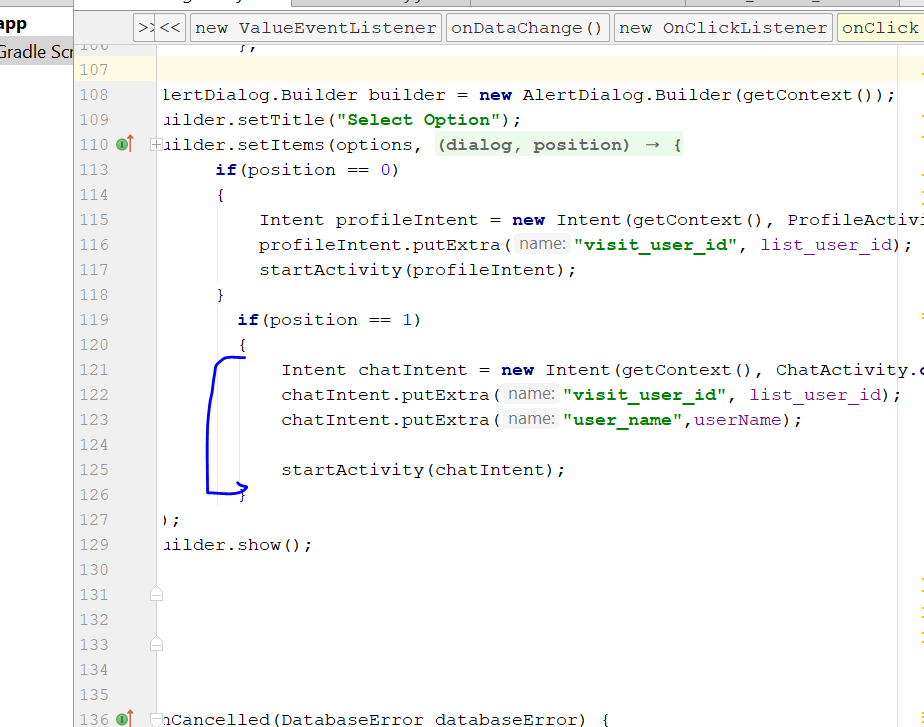 app
Gradle Scr
>> << new ValueEventListener onDataChange() new OnClickListener onClick
106 };
107
108 lertDialog.Builder builder = new AlertDialog.Builder(getContext());
109 uilder.setTitle("Select Option");
110 uilder.setItems(options, (dialog, position) → {
113 if(position == 0)
114 {
115 Intent profileIntent = new Intent(getContext(), ProfileActivi
116 profileIntent.putExtra( name: "visit_user_id", list_user_id);
117 startActivity(profileIntent);
118 }
119 if(position == 1)
120 {
121 Intent chatIntent = new Intent(getContext(), ChatActivity.c
122 chatIntent.putExtra( name: "visit_user_id", list_user_id);
123 chatIntent.putExtra( name: "user_name",userName);
124
125 startActivity(chatIntent);
126 }
127 );
129 uilder.show();
130
131
132
133
134
135
136 nCancelled(DatabaseError databaseError) {